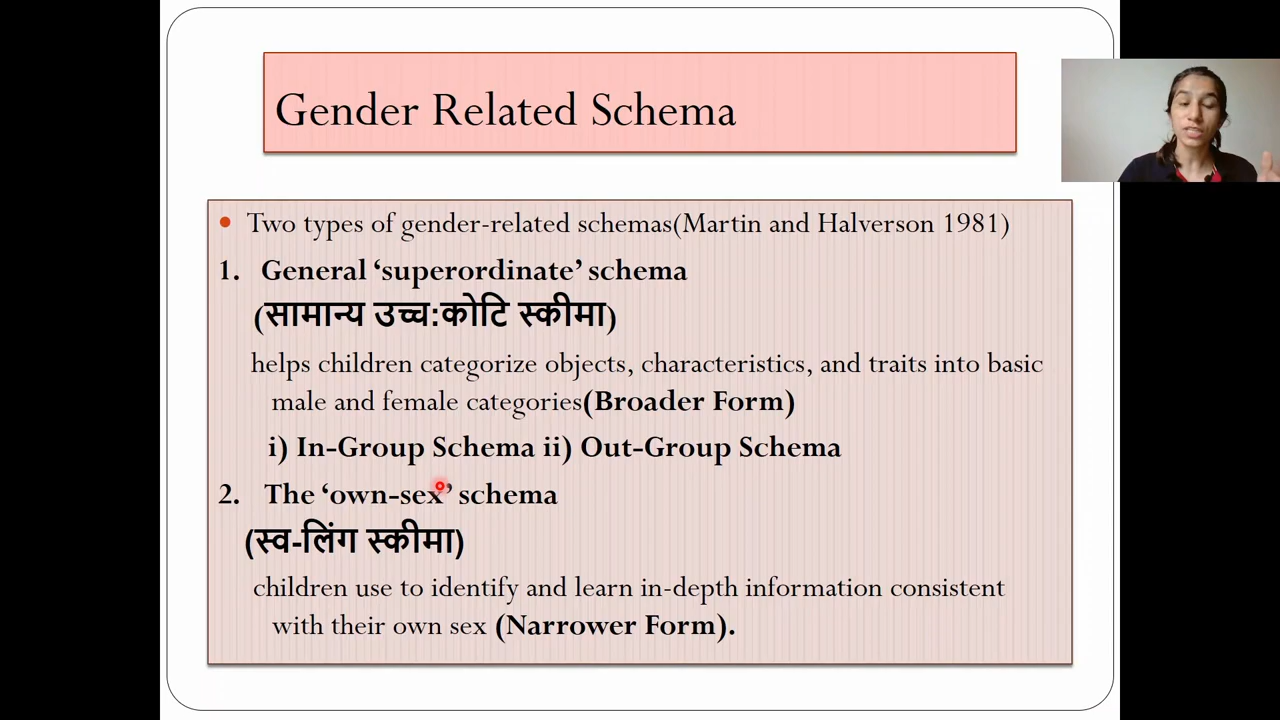 Gender Related Schema
• Two types of gender-related schemas(Martin and Halverson 1981)
1. General ‘superordinate’ schema
(सामान्य उच्च:कोटि स्कीमा)
helps children categorize objects, characteristics, and traits into basic
male and female categories(Broader Form)
i) In-Group Schema ii) Out-Group Schema
2. The ‘own-sex’ schema
(स्व-लिंग स्कीमा)
children use to identify and learn in-depth information consistent
with their own sex (Narrower Form).